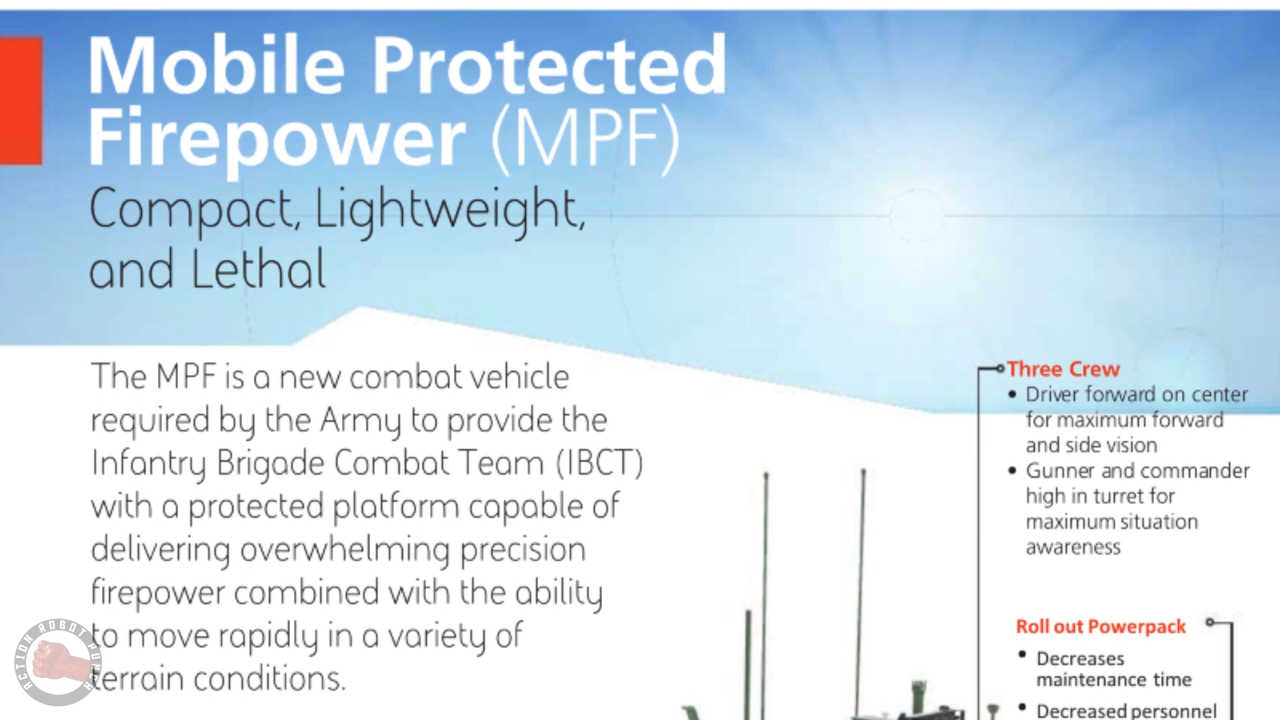 Mobile Protected
Firepower (MPF)
Compact, Lightweight,
and Lethal
The MPF is a new combat vehicle
required by the Army to provide the
Infantry Brigade Combat Team (IBCT)
with a protected platform capable of
delivering overwhelming precision
firepower combined with the ability
to move rapidly in a variety of
terrain conditions.
Three Crew
• Driver forward on center
for maximum forward
and side vision
• Gunner and commander
high in turret for
maximum situation
awareness
Roll out Powerpack
• Decreases
maintenance time
• Decreased personnel
ACTION ROBOT PUNCH